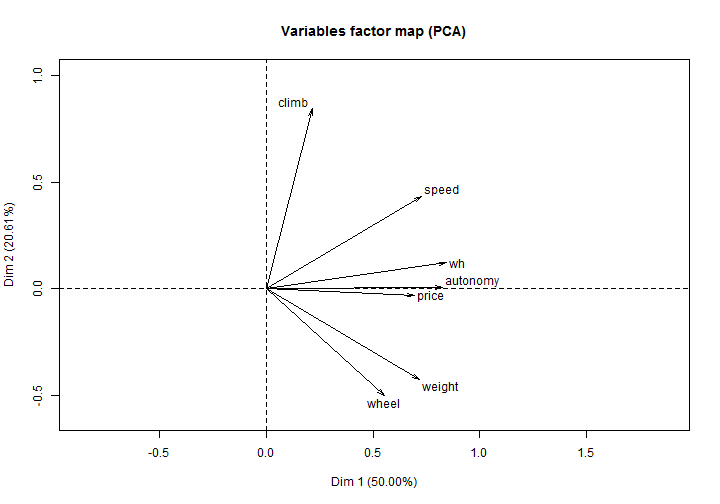 Variables factor map (PCA)
1.0
climb
0.5
speed
wh
autonomy
0.0
price
weight
wheel
-0.5
Dim 2 (20.61%)
-0.5
0.0
0.5
1.0
1.5
Dim 1 (50.00%)